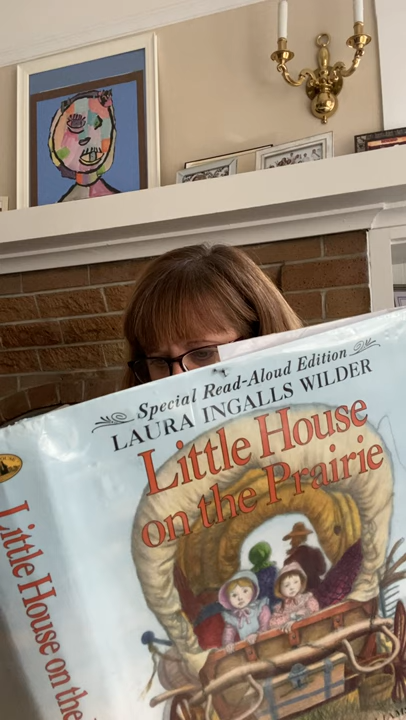 Special Read-Aloud Edition
LAURA INGALLS WILDER
Little House
on the Prairie
Little House on the